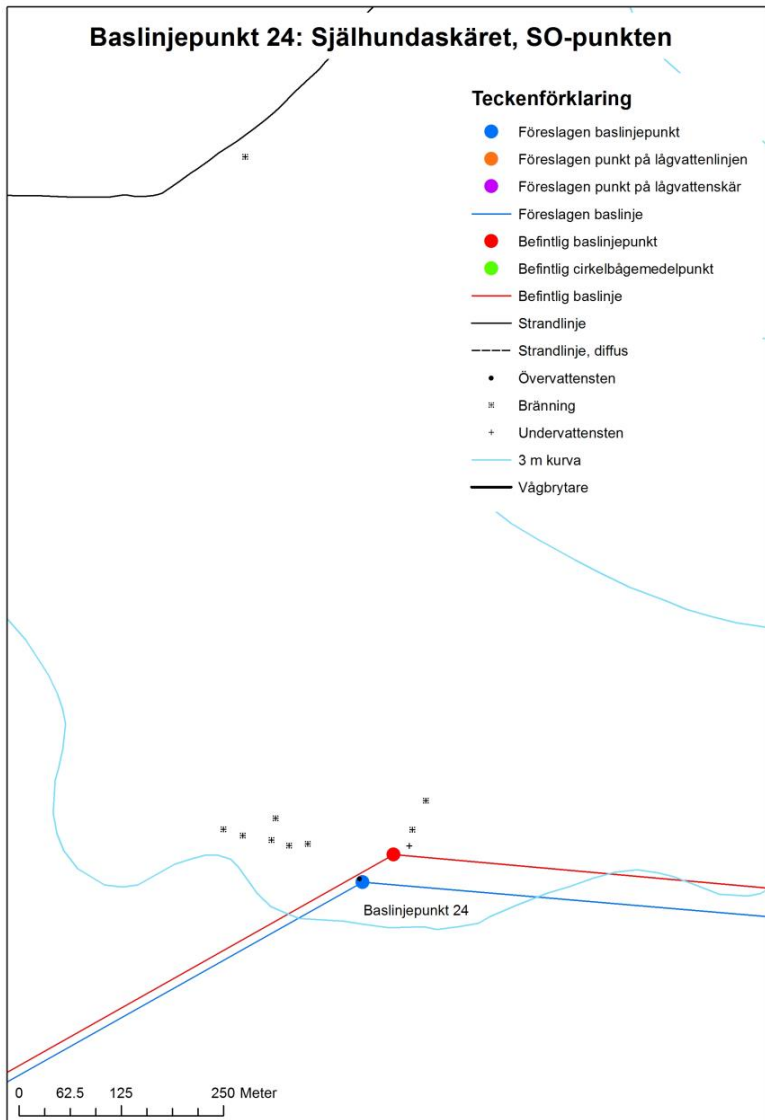 Baslinjepunkt 24: Själhundaskäret, SO-punkten
Teckenförklaring
Föreslagen baslinjepunkt
Föreslagen punkt på lågvattenlinjen
Föreslagen punkt på lågvattenskär
Föreslagen baslinje
Befintlig baslinjepunkt
Befintlig cirkelbågemedelpunkt
Befintlig baslinje
Strandlinje
Strandlinje, diffus
Övervattensten
Bränning
Undervattensten
3 m kurva
Vågbrytare
Baslinjepunkt 24
0 62.5 125 250 Meter